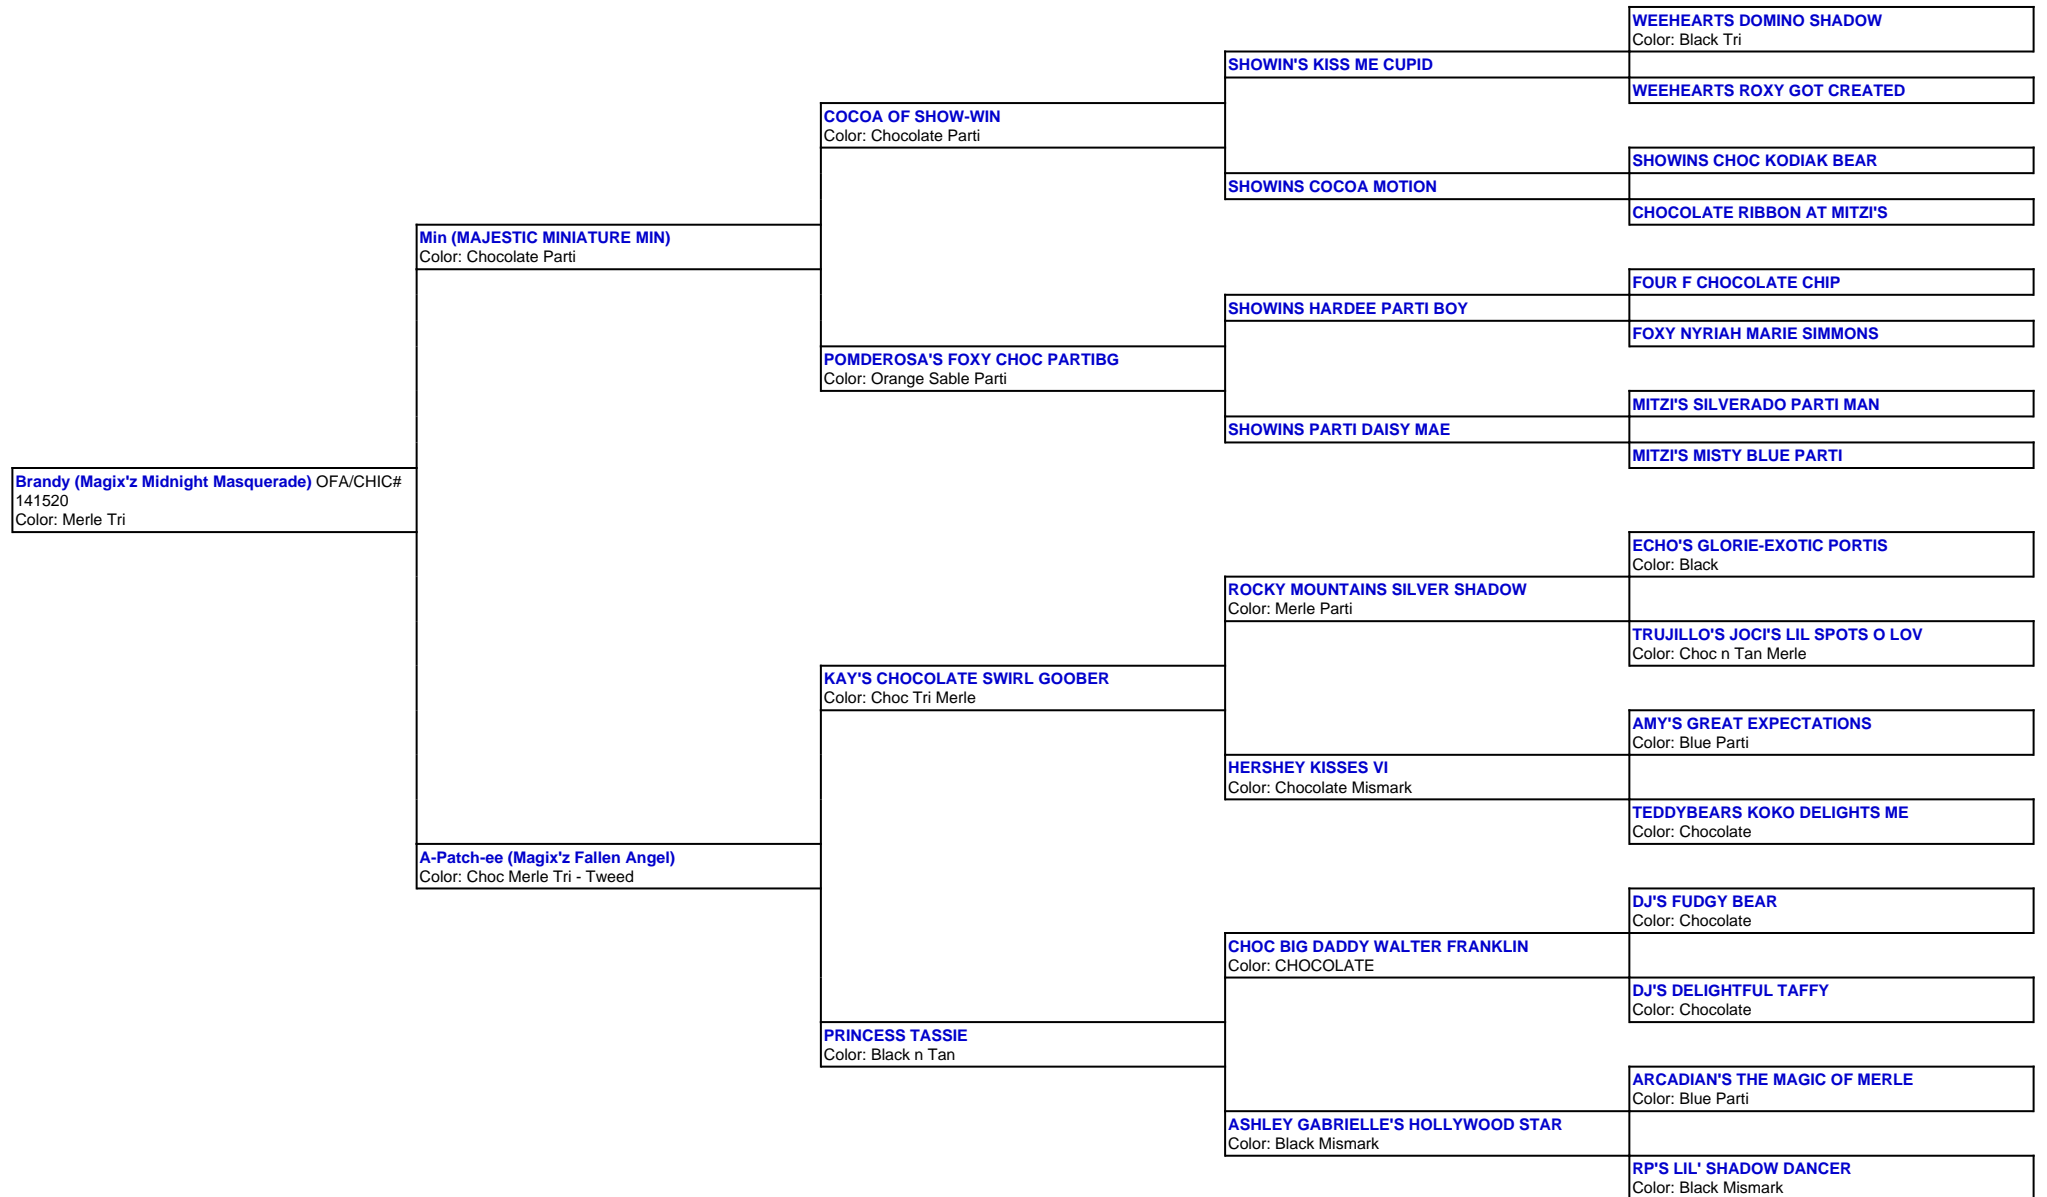 WEEHEARTS DOMINO SHADOW
Color: Black Tri
SHOWIN'S KISS ME CUPID
WEEHEARTS ROXY GOT CREATED
COCOA OF SHOW-WIN
Color: Chocolate Parti
SHOWINS CHOC KODIAK BEAR
SHOWINS COCOA MOTION
CHOCOLATE RIBBON AT MITZI'S
Min (MAJESTIC MINIATURE MIN)
Color: Chocolate Parti
FOUR F CHOCOLATE CHIP
SHOWINS HARDEE PARTI BOY
FOXY NYRIAH MARIE SIMMONS
POMDEROSA'S FOXY CHOC PARTIBG
Color: Orange Sable Parti
MITZI'S SILVERADO PARTI MAN
SHOWINS PARTI DAISY MAE
MITZI'S MISTY BLUE PARTI
Brandy (Magix'z Midnight Masquerade) OFA/CHIC#
141520
Color: Merle Tri
ECHO'S GLORIE-EXOTIC PORTIS
Color: Black
ROCKY MOUNTAINS SILVER SHADOW
Color: Merle Parti
TRUJILLO'S JOCI'S LIL SPOTS O LOV
Color: Choc n Tan Merle
KAY'S CHOCOLATE SWIRL GOOBER
Color: Choc Tri Merle
AMY'S GREAT EXPECTATIONS
Color: Blue Parti
HERSHEY KISSES VI
Color: Chocolate Mismark
TEDDYBEARS KOKO DELIGHTS ME
Color: Chocolate
A-Patch-ee (Magix'z Fallen Angel)
Color: Choc Merle Tri - Tweed
DJ'S FUDGY BEAR
Color: Chocolate
CHOC BIG DADDY WALTER FRANKLIN
Color: CHOCOLATE
DJ'S DELIGHTFUL TAFFY
Color: Chocolate
PRINCESS TASSIE
Color: Black n Tan
ARCADIAN'S THE MAGIC OF MERLE
Color: Blue Parti
ASHLEY GABRIELLE'S HOLLYWOOD STAR
Color: Black Mismark
RP'S LIL' SHADOW DANCER
Color: Black Mismark